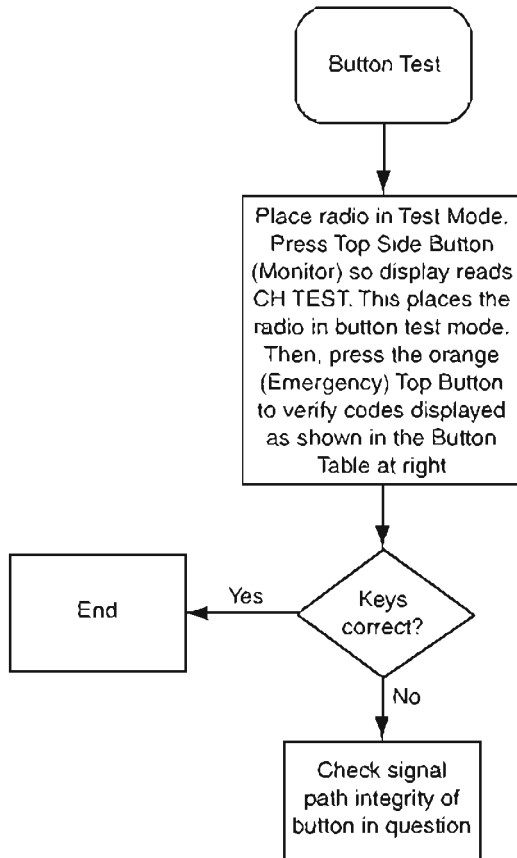 Button Test
Place radio in Test Mode.
Press Top Side Button
(Monitor) so display reads
CH TEST. This places the
radio in button test mode.
Then, press the orange
(Emergency) Top Button
to verify codes displayed
as shown in the Button
Table at right
Keys
correct?
Yes
End
No
Check signal
path integrity of
button in question